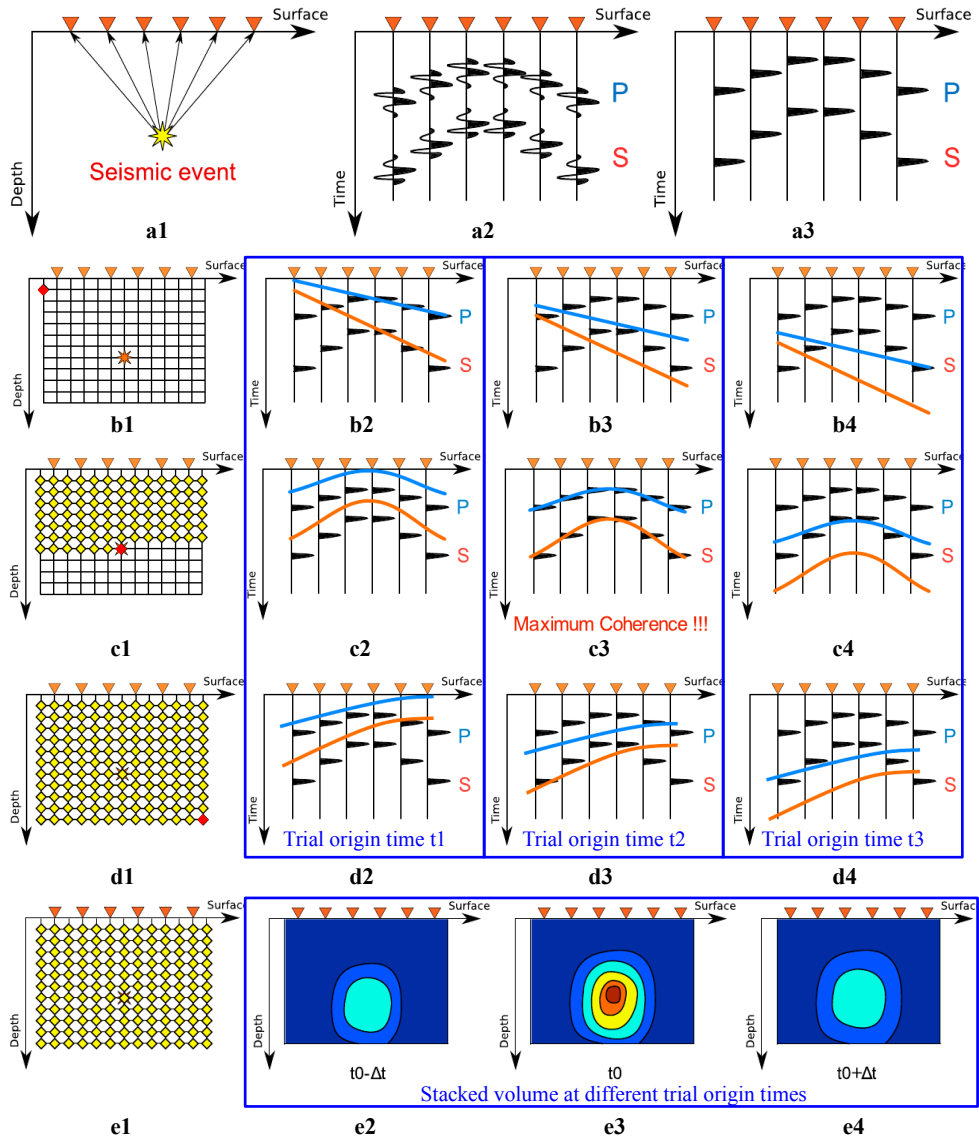 Surface
Depth
Seismic event
a1
Surface
Time
P
S
a2
Surface
Time
P
S
a3
Surface
Depth
b1
Surface
Time
P
S
b2
Surface
Time
P
S
b3
Surface
Time
P
S
b4
Surface
Depth
c1
Surface
Time
P
S
c2
Surface
Time
P
S
Maximum Coherence !!!
c3
Surface
Time
P
S
c4
Surface
Depth
d1
Surface
Time
P
S
Trial origin time t1
d2
Surface
Time
P
S
Trial origin time t2
d3
Surface
Time
P
S
Trial origin time t3
d4
Surface
Depth
e1
Surface
Depth
t0-Δt
e2
Surface
Depth
t0
e3
Surface
Depth
t0+Δt
e4
Stacked volume at different trial origin times